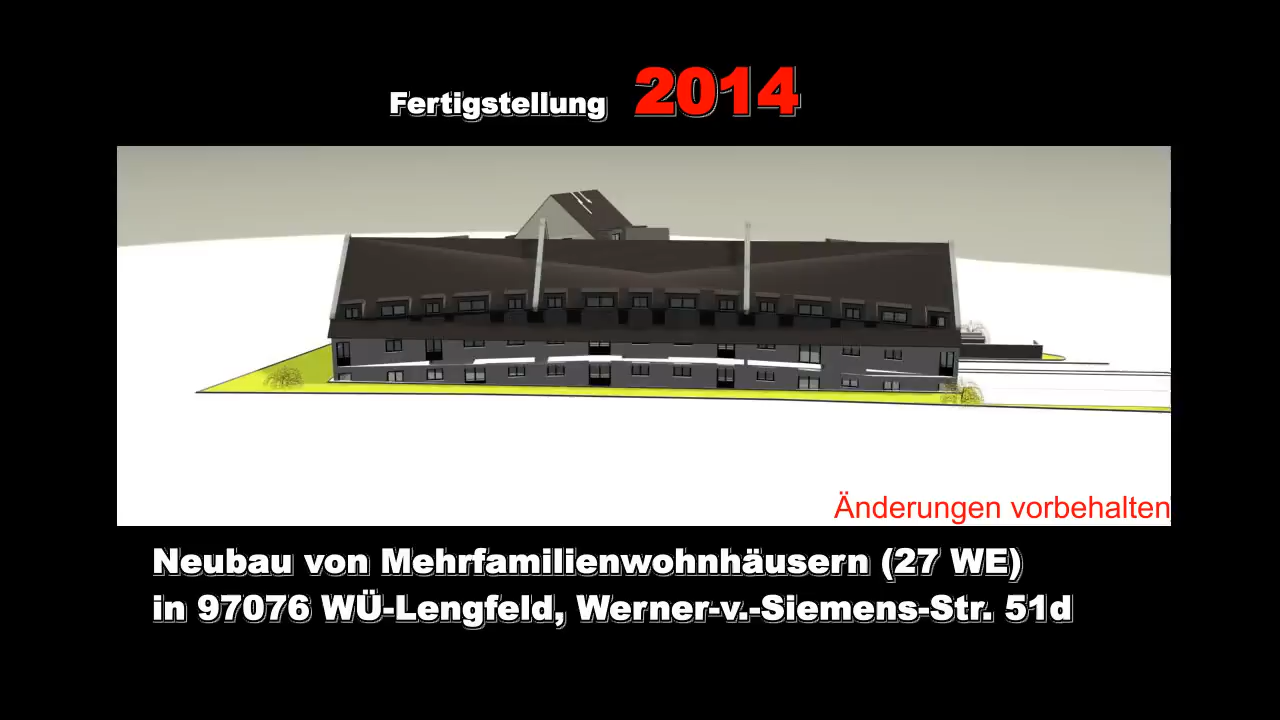 Fertigstellung 2014
Änderungen vorbehalten
Neubau von Mehrfamilienwohnhäusern (27 WE)
in 97076 WÜ-Lengfeld, Werner-v.-Siemens-Str. 51d